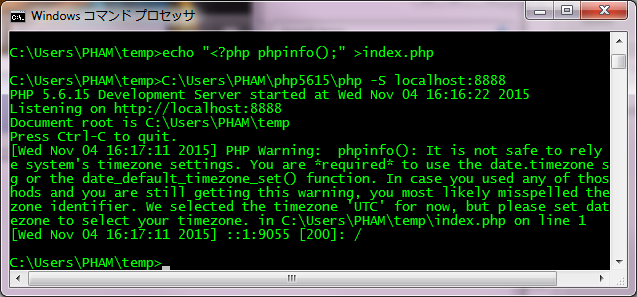 Windows コマンド プロセッサ
C:\Users\PHAM\temp>echo "<?php phpinfo();" >index.php
C:\Users\PHAM\temp>C:\Users\PHAM\php5615\php -S localhost:8888
PHP 5.6.15 Development Server started at Wed Nov 04 16:16:22 2015
Listening on http://localhost:8888
Document root is C:\Users\PHAM\temp
Press Ctrl-C to quit.
[Wed Nov 04 16:17:11 2015] PHP Warning:  phpinfo(): It is not safe to rely
e system's timezone settings. You are *required* to use the date.timezone s
g or the date_default_timezone_set() function. In case you used any of thos
hods and you are still getting this warning, you most likely misspelled the
zone identifier. We selected the timezone 'UTC' for now, but please set dat
ezone to select your timezone. in C:\Users\PHAM\temp\index.php on line 1
[Wed Nov 04 16:17:11 2015] ::1:9055 [200]: /
C:\Users\PHAM\temp>